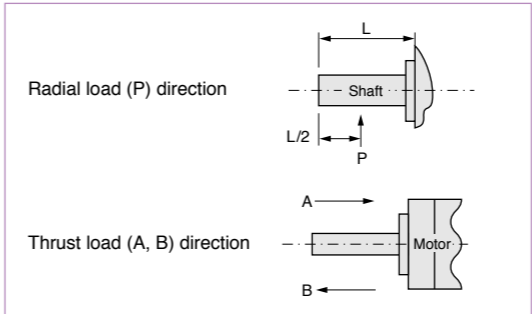 L
Radial load (P) direction
Shaft
L/2
P
A
Thrust load (A, B) direction
Motor
B